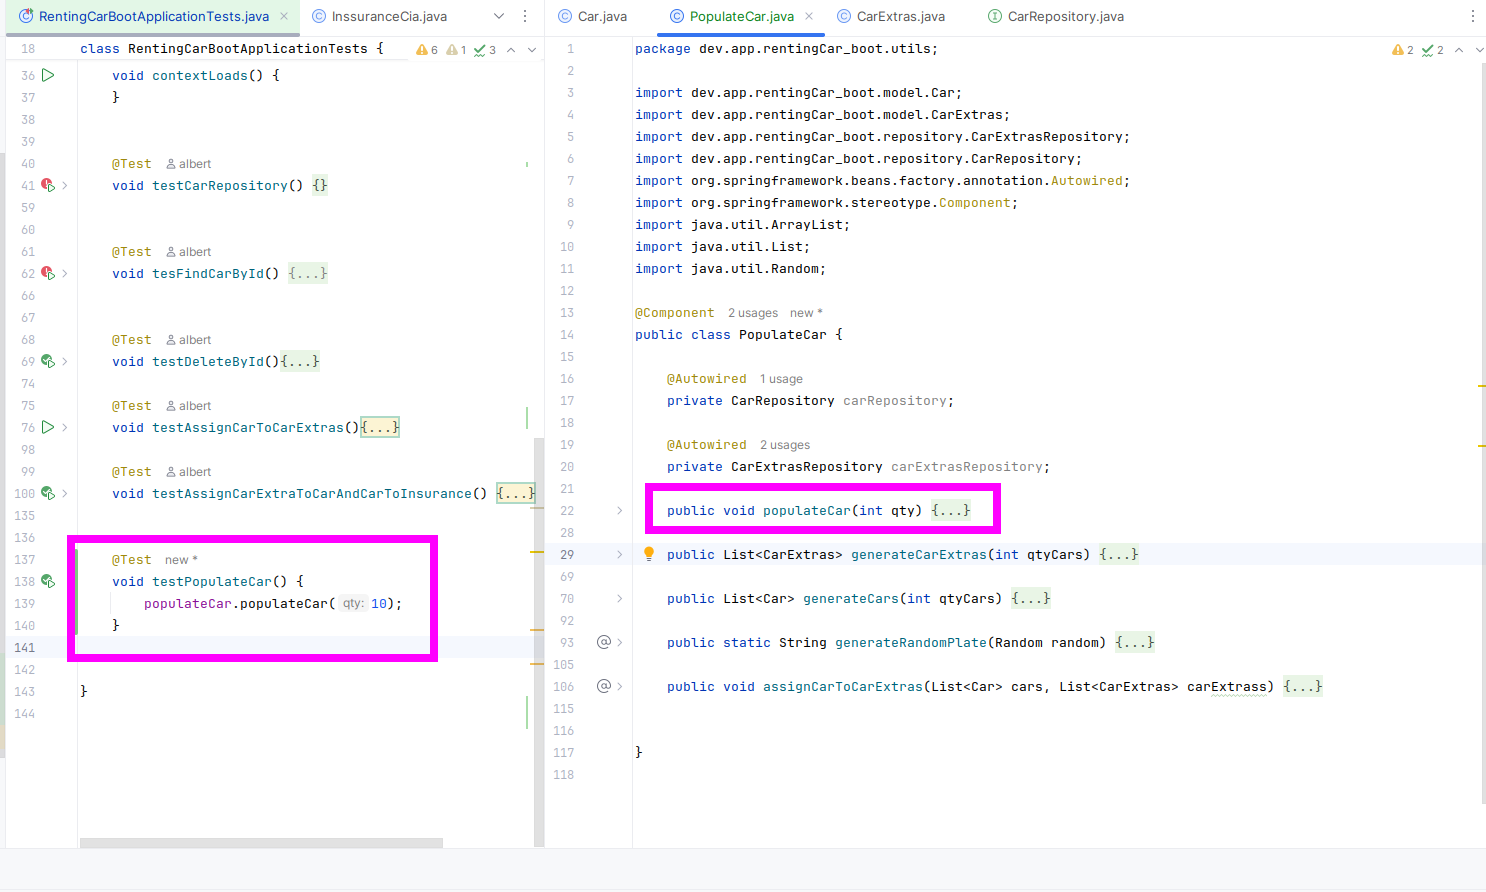 RentingCarBootApplicationTests.java
InssuranceCia.java
18 class RentingCarBootApplicationTests { 6 1 3
36 void contextLoads() {
37 }
38
39
40 @Test albert
41 void testCarRepository() {}
59
60
61 @Test albert
62 void tesFindCarById() {...}
66
67
68 @Test albert
69 void testDeleteById(){...}
74
75 @Test albert
76 void testAssignCarToCarExtras(){...}
98
99 @Test albert
100 void testAssignCarExtraToCarAndCarToInsurance() {...}
135
136
137 @Test new *
138 void testPopulateCar() {
139 populateCar.populateCar( qty: 10);
140 }
141
142
143 }
144
Car.java
PopulateCar.java
CarExtras.java
CarRepository.java
1 package dev.app.rentingCar_boot.utils; 2 2
2
3 import dev.app.rentingCar_boot.model.Car;
4 import dev.app.rentingCar_boot.model.CarExtras;
5 import dev.app.rentingCar_boot.repository.CarExtrasRepository;
6 import dev.app.rentingCar_boot.repository.CarRepository;
7 import org.springframework.beans.factory.annotation.Autowired;
8 import org.springframework.stereotype.Component;
9 import java.util.ArrayList;
10 import java.util.List;
11 import java.util.Random;
12
13 @Component 2 usages new *
14 public class PopulateCar {
15
16 @Autowired 1 usage
17 private CarRepository carRepository;
18
19 @Autowired 2 usages
20 private CarExtrasRepository carExtrasRepository;
21
22 public void populateCar(int qty) {...}
28
29 public List<CarExtras> generateCarExtras(int qtyCars) {...}
69
70 public List<Car> generateCars(int qtyCars) {...}
92
93 @ public static String generateRandomPlate(Random random) {...}
105
106 @ public void assignCarToCarExtras(List<Car> cars, List<CarExtras> carExtrass) {...}
115
116
117 }
118